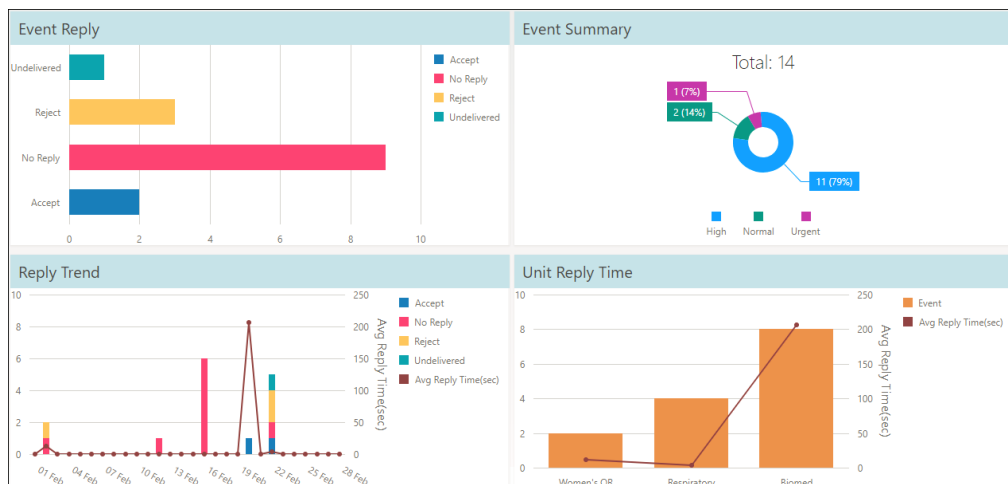 Event Reply
Undelivered
Reject
No Reply
Accept
0 2 4 6 8 10
Accept
No Reply
Reject
Undelivered
Event Summary
Total: 14
1 (7%)
2 (14%)
11 (79%)
High Normal Urgent
Reply Trend
10
8
6
4
2
0
250
200
150
100
50
0
Avg Reply Time(sec)
01 Feb 04 Feb 07 Feb 10 Feb 13 Feb 16 Feb 19 Feb 22 Feb 25 Feb 28 Feb
Accept
No Reply
Reject
Undelivered
Avg Reply Time(sec)
Unit Reply Time
10
8
6
4
2
0
250
200
150
100
50
0
Avg Reply Time(sec)
Women's OR Respiratory Biomed
Event
Avg Reply Time(sec)